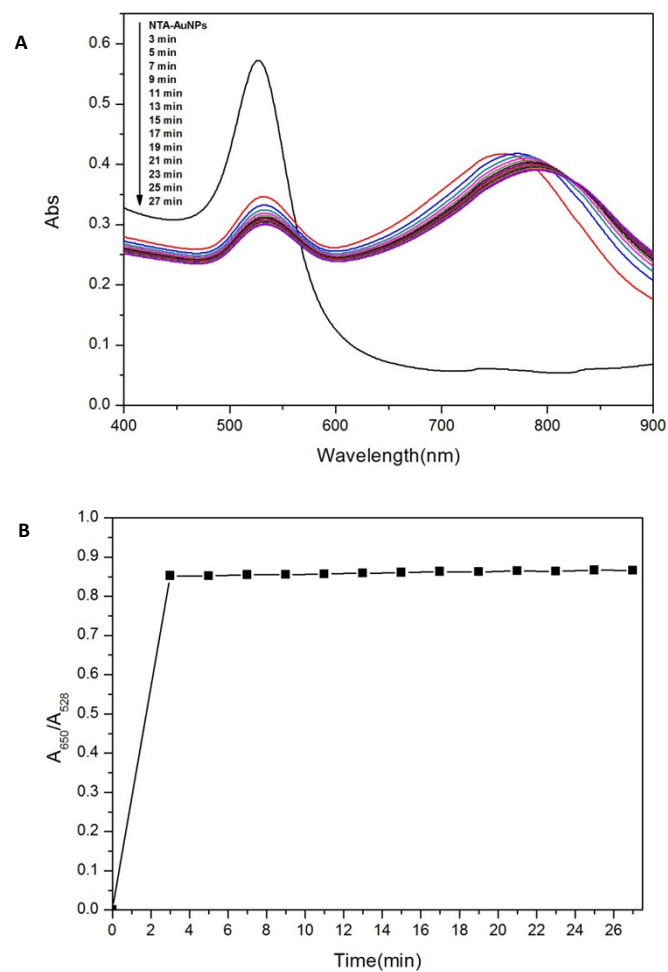 A
NTA-AuNPs
3 min
5 min
7 min
9 min
11 min
13 min
15 min
17 min
19 min
21 min
23 min
25 min
27 min
0.6
0.5
0.4
0.3
0.2
0.1
0.0
Abs
400 500 600 700 800 900
Wavelength(nm)
B
1.0
0.9
0.8
0.7
0.6
0.5
0.4
0.3
0.2
0.1
0.0
A650/A528
0 2 4 6 8 10 12 14 16 18 20 22 24 26
Time(min)